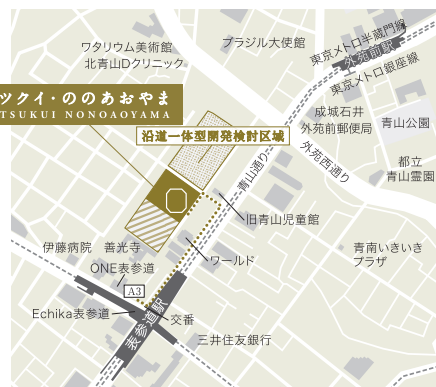 ワタリウム美術館
北青山Dクリニック
ブラジル大使館
東京メトロ半蔵門線
外苑前駅
東京メトロ銀座線
ツクイ・ののあおやま
TSUKUI NONOAOYAMA
沿道一体型開発検討区域
成城石井
外苑前郵便局
青山公園
青山通り
外苑西通り
都立
青山霊園
旧青山児童館
伊藤病院
善光寺
ワールド
青南いきいき
プラザ
ONE表参道
A3
Echika表参道
表参道駅
交番
三井住友銀行